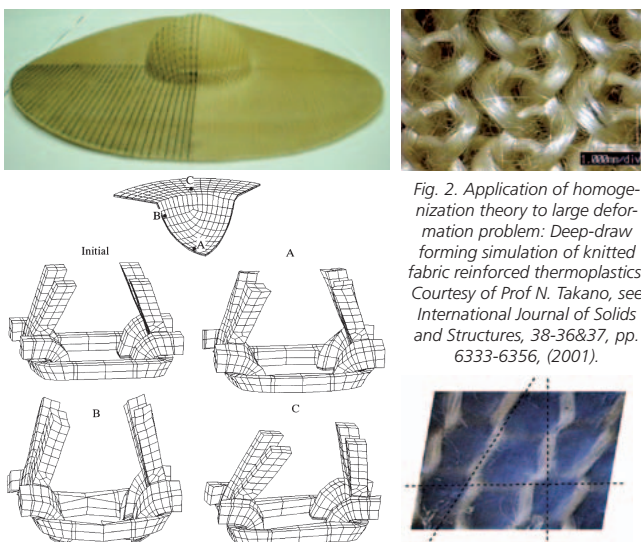 1.000mm/div
C
B
A
Initial
A
B
C
Fig. 2. Application of homoge-
nization theory to large defor-
mation problem: Deep-draw
forming simulation of knitted
fabric reinforced thermoplastics.
Courtesy of Prof N. Takano, see
International Journal of Solids
and Structures, 38-36&37, pp.
6333-6356, (2001).